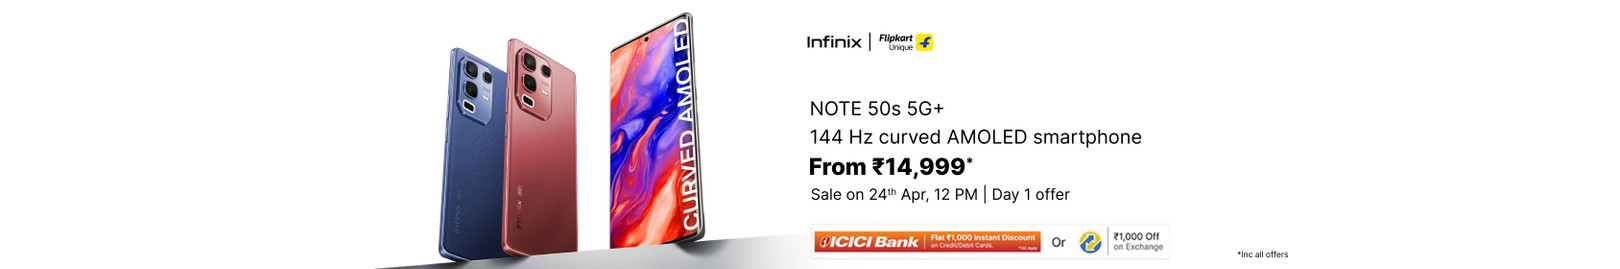 Infinix | Flipkart Unique
NOTE 50s 5G+
144 Hz curved AMOLED smartphone
From ₹14,999*
Sale on 24th Apr, 12 PM | Day 1 offer
ICICI Bank
Flat ₹1,000 Instant Discount
on Credit/Debit Cards.
Or
₹1,000 Off
on Exchange
*Inc all offers
CURVED AMOLED
Infinix